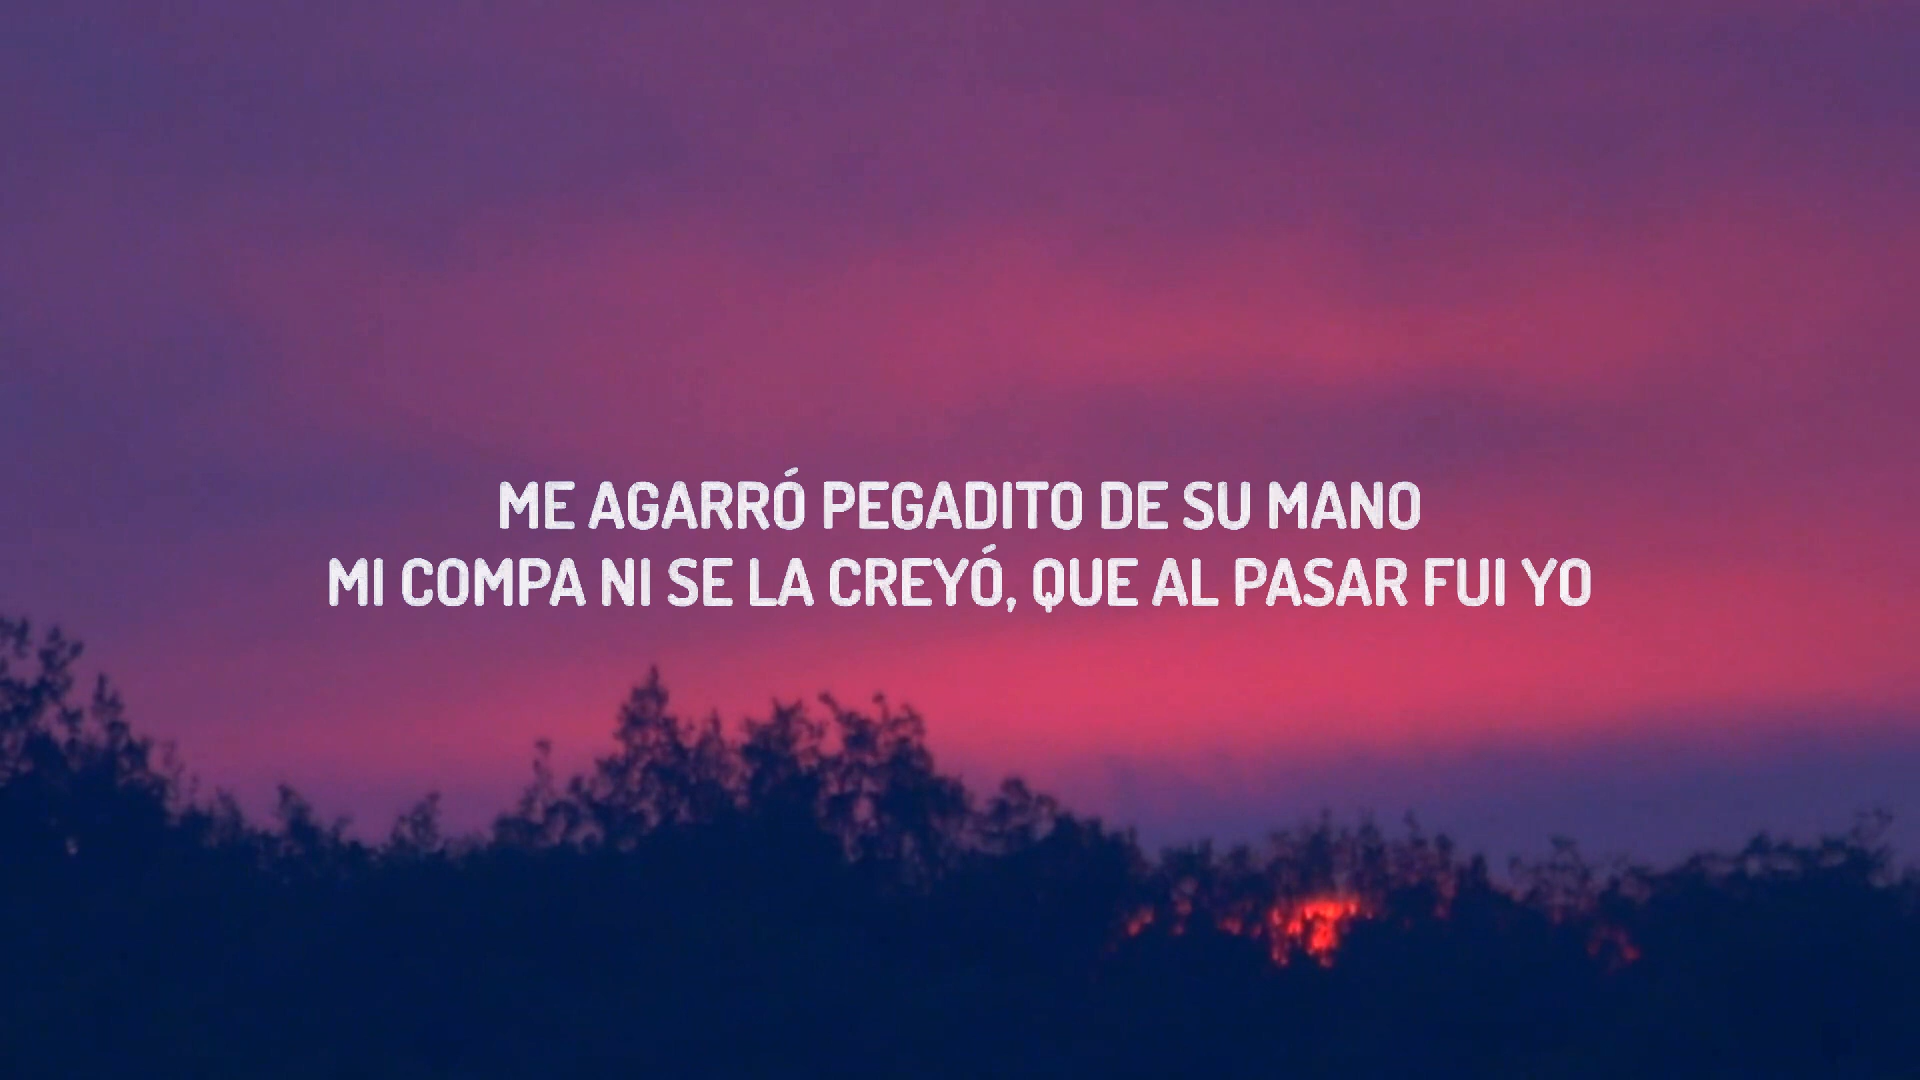 ME AGARRÓ PEGADITO DE SU MANO
MI COMPA NI SE LA CREYÓ, QUE AL PASAR FUI YO